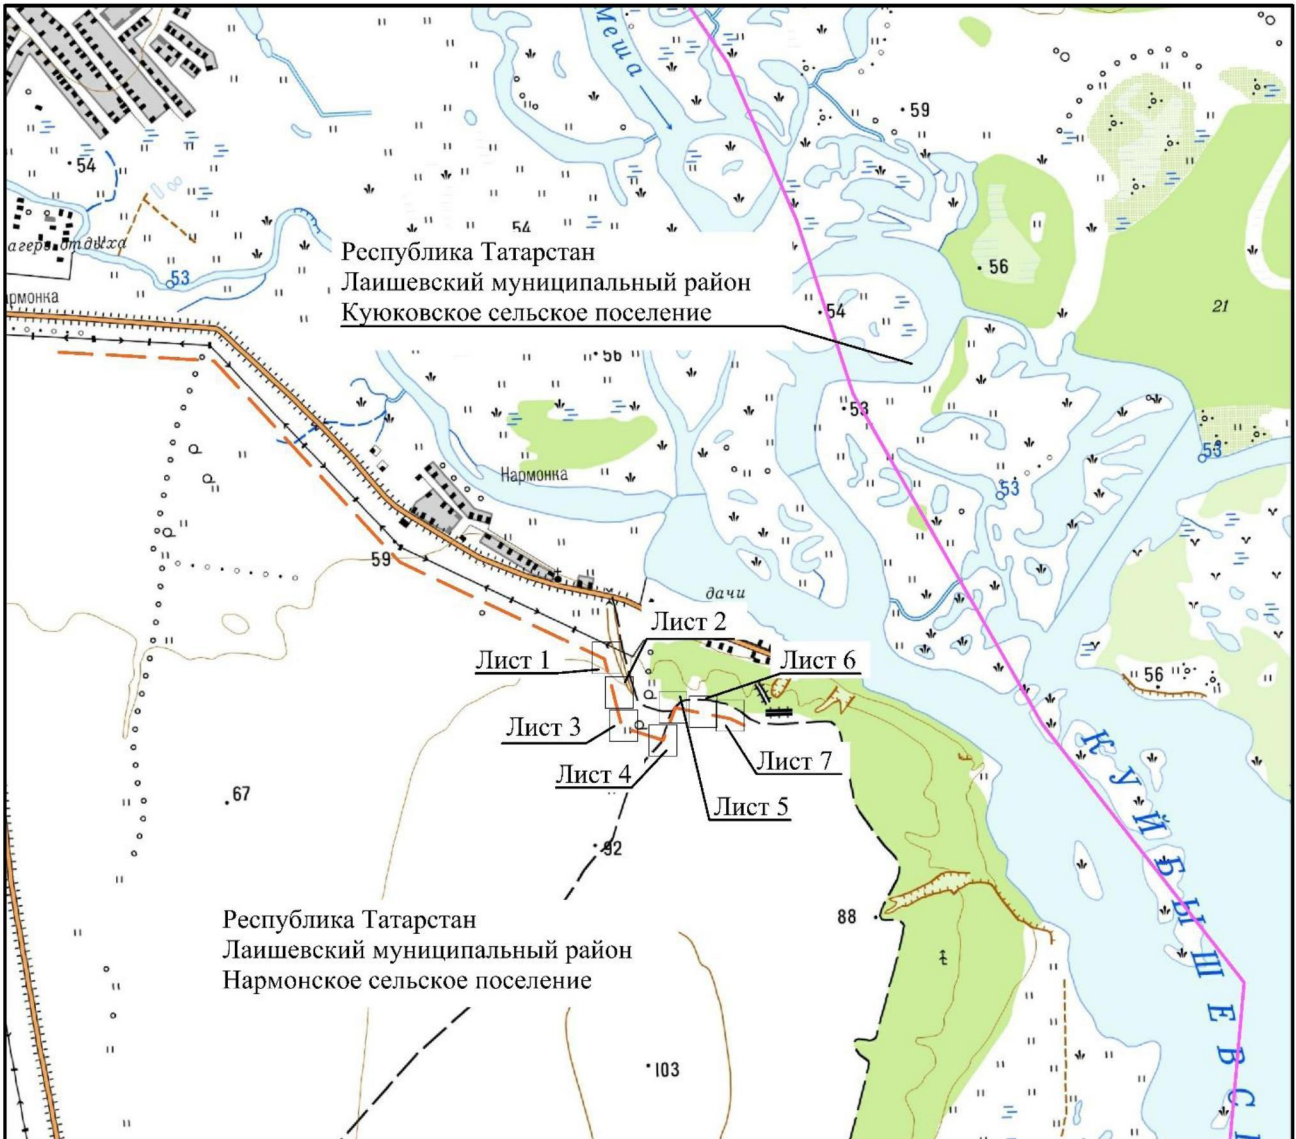 Меша
59
54
54
Республика Татарстан
Лаишевский муниципальный район
Куюковское сельское поселение
56
агерь отдыха
53
54
21
56
53
53
53
Нармонка
59
дачи
Лист 2
Лист 1
Лист 6
56
Лист 3
Лист 7
Лист 4
Лист 5
67
92
88
Республика Татарстан
Лаишевский муниципальный район
Нармонское сельское поселение
103
КУЙБЫШЕВС